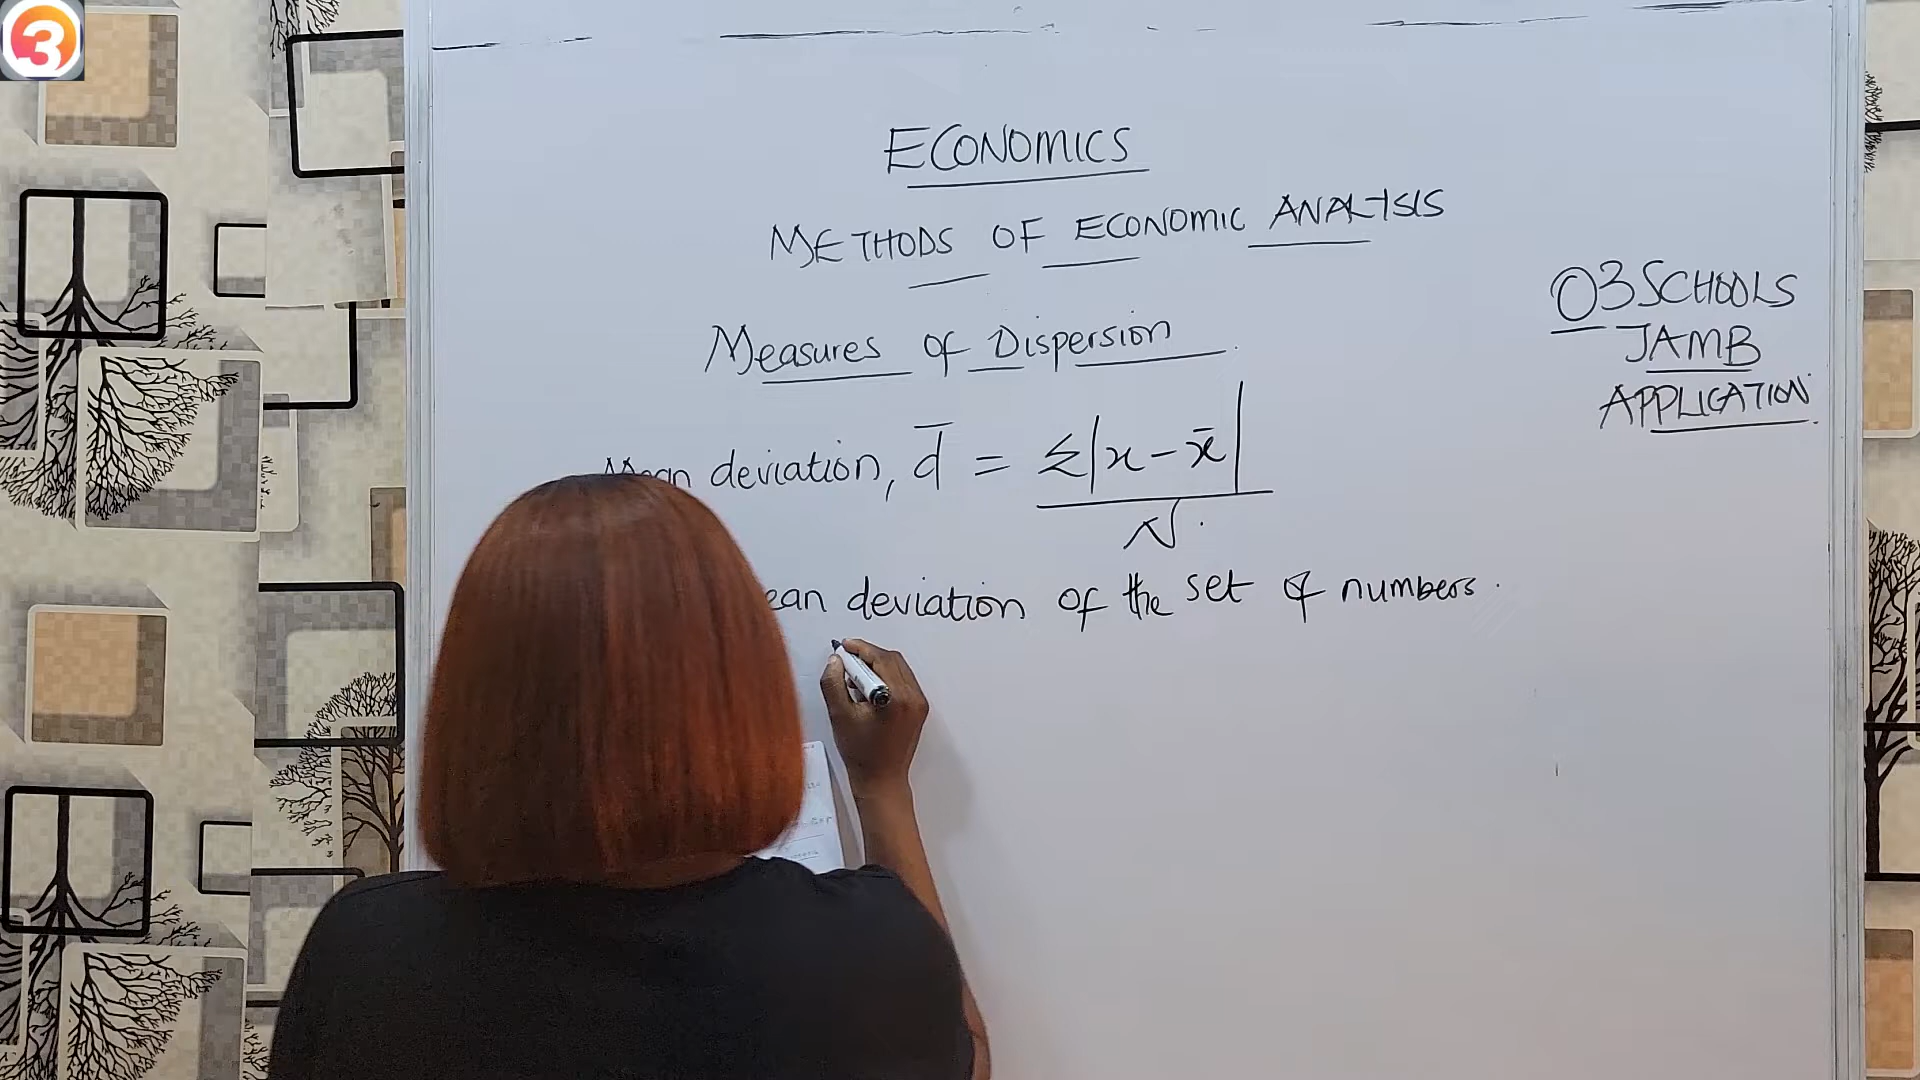 3
ECONOMICS
METHODS OF ECONOMIC ANALYSIS
Measures of Dispersion
O3SCHOOLS
JAMB
APPLICATION
Mean deviation, d̄ = Σ|x - x̄|
N
deviation of the set of numbers